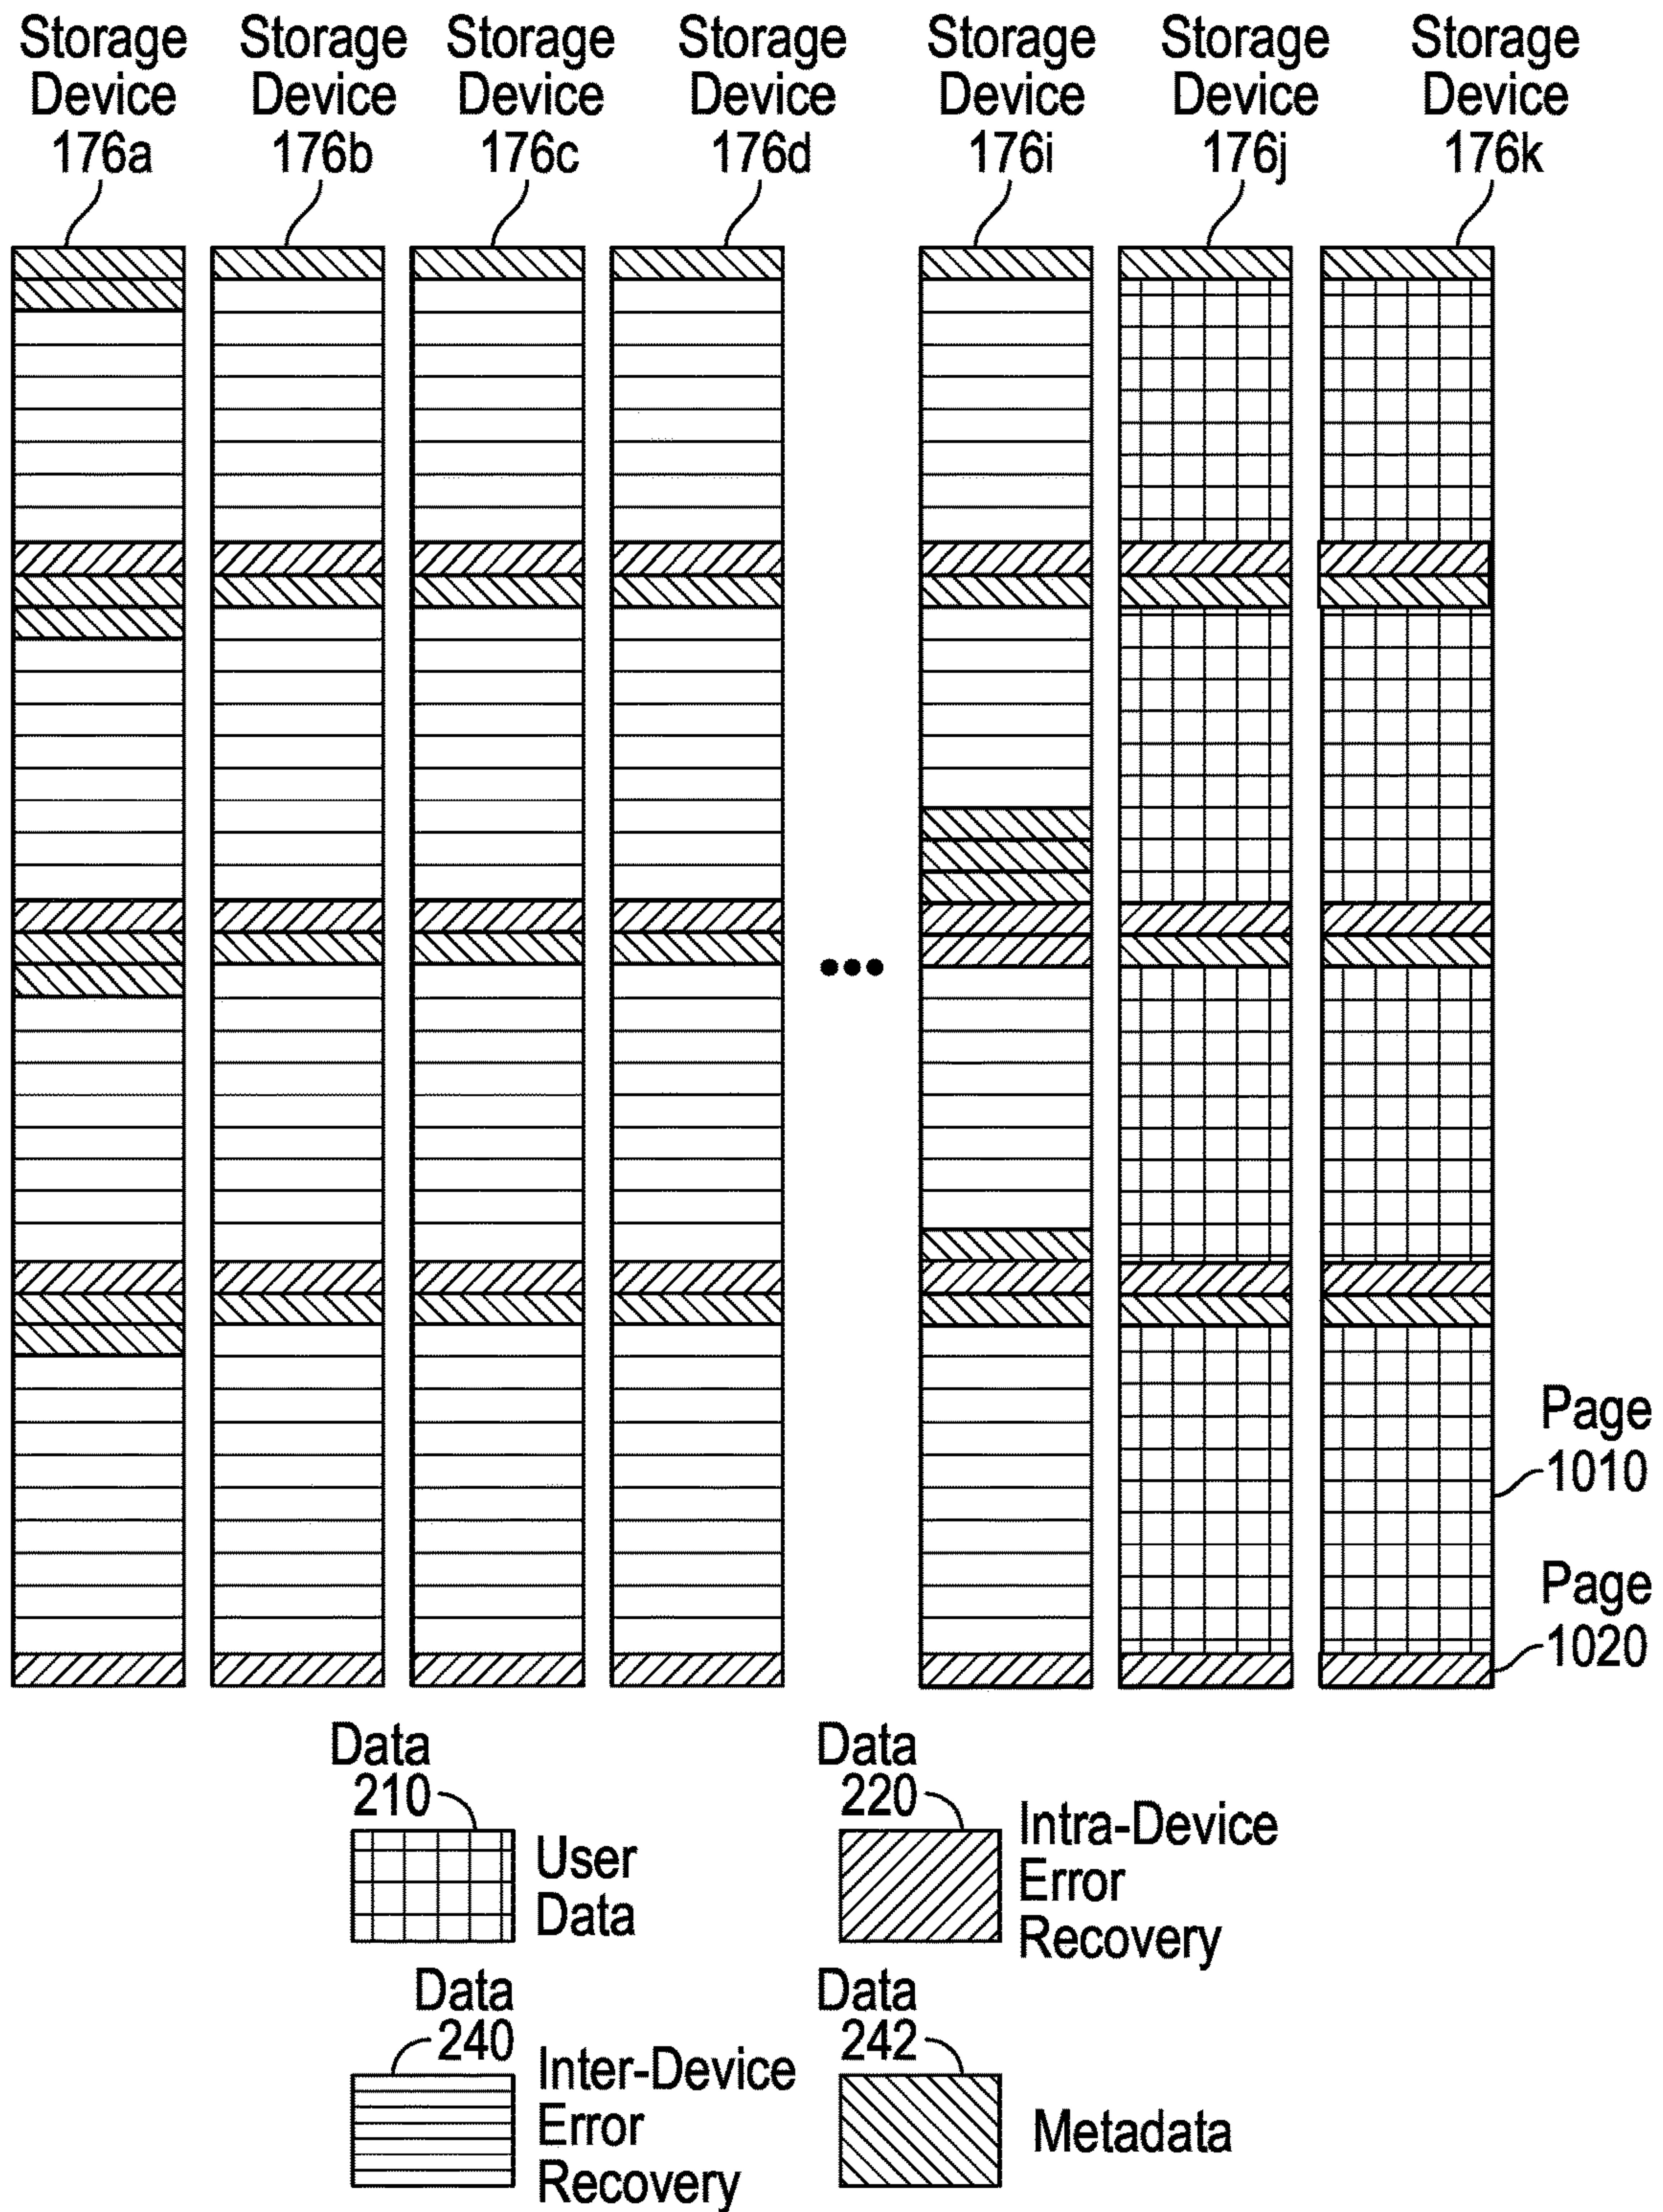 Storage
Device
176a
Storage
Device
176b
Storage
Device
176c
Storage
Device
176d
Storage
Device
176i
Storage
Device
176j
Storage
Device
176k
Page
1010
Page
1020
Data
210
User
Data
Data
220
Intra-Device
Error
Recovery
Data
240
Inter-Device
Error
Recovery
Data
242
Metadata